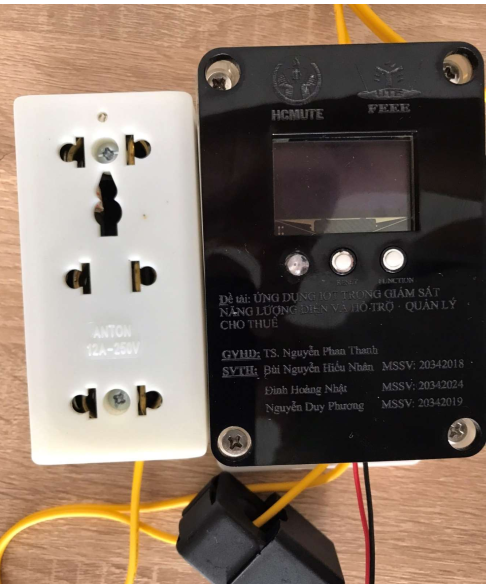 HCMUTE
FEEE
FUNCTION
Đề tài: ỨNG DỤNG IOT TRONG GIÁM SÁT
NĂNG LƯỢNG ĐIỆN VÀ HỖ TRỢ QUẢN LÝ
CHO THUÊ
GVHD: TS. Nguyễn Phan Thanh
SVTH: Bùi Nguyễn Hiếu Nhân MSSV: 20342018
Đinh Hoàng Nhật MSSV: 20342024
Nguyễn Duy Phương MSSV: 20342019
ANTON
12A-250V